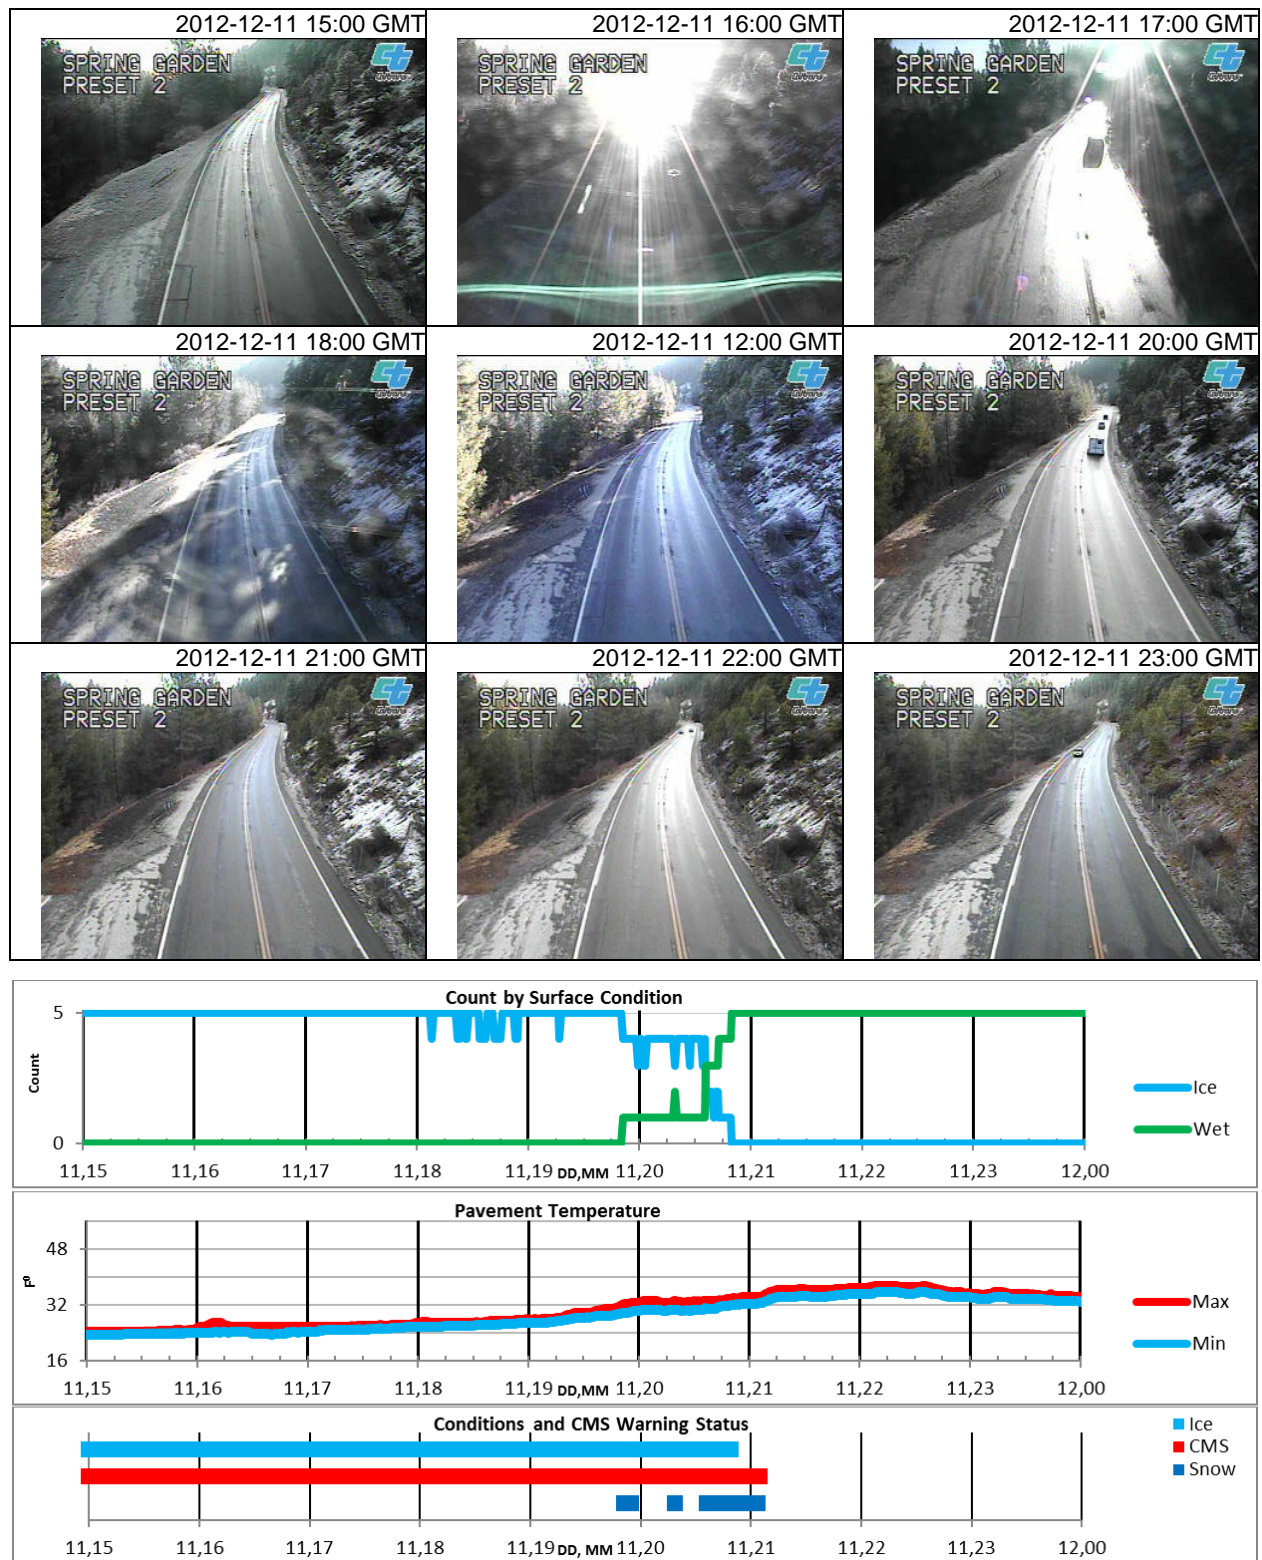 2012-12-11 15:00 GMT
2012-12-11 16:00 GMT
2012-12-11 17:00 GMT
SPRING GARDEN
PRESET 2
Caltrans
SPRING GARDEN
PRESET 2
Caltrans
SPRING GARDEN
PRESET 2
Caltrans
2012-12-11 18:00 GMT
2012-12-11 12:00 GMT
2012-12-11 20:00 GMT
SPRING GARDEN
PRESET 2
Caltrans
SPRING GARDEN
PRESET 2
Caltrans
SPRING GARDEN
PRESET 2
Caltrans
2012-12-11 21:00 GMT
2012-12-11 22:00 GMT
2012-12-11 23:00 GMT
SPRING GARDEN
PRESET 2
Caltrans
SPRING GARDEN
PRESET 2
Caltrans
SPRING GARDEN
PRESET 2
Caltrans
Count by Surface Condition
5
Count
0
Ice
Wet
11,15 11,16 11,17 11,18 11,19 DD,MM 11,20 11,21 11,22 11,23 12,00
Pavement Temperature
48
F⁰
32
16
Max
Min
11,15 11,16 11,17 11,18 11,19 DD,MM 11,20 11,21 11,22 11,23 12,00
Conditions and CMS Warning Status
Ice
CMS
Snow
11,15 11,16 11,17 11,18 11,19 DD, MM 11,20 11,21 11,22 11,23 12,00